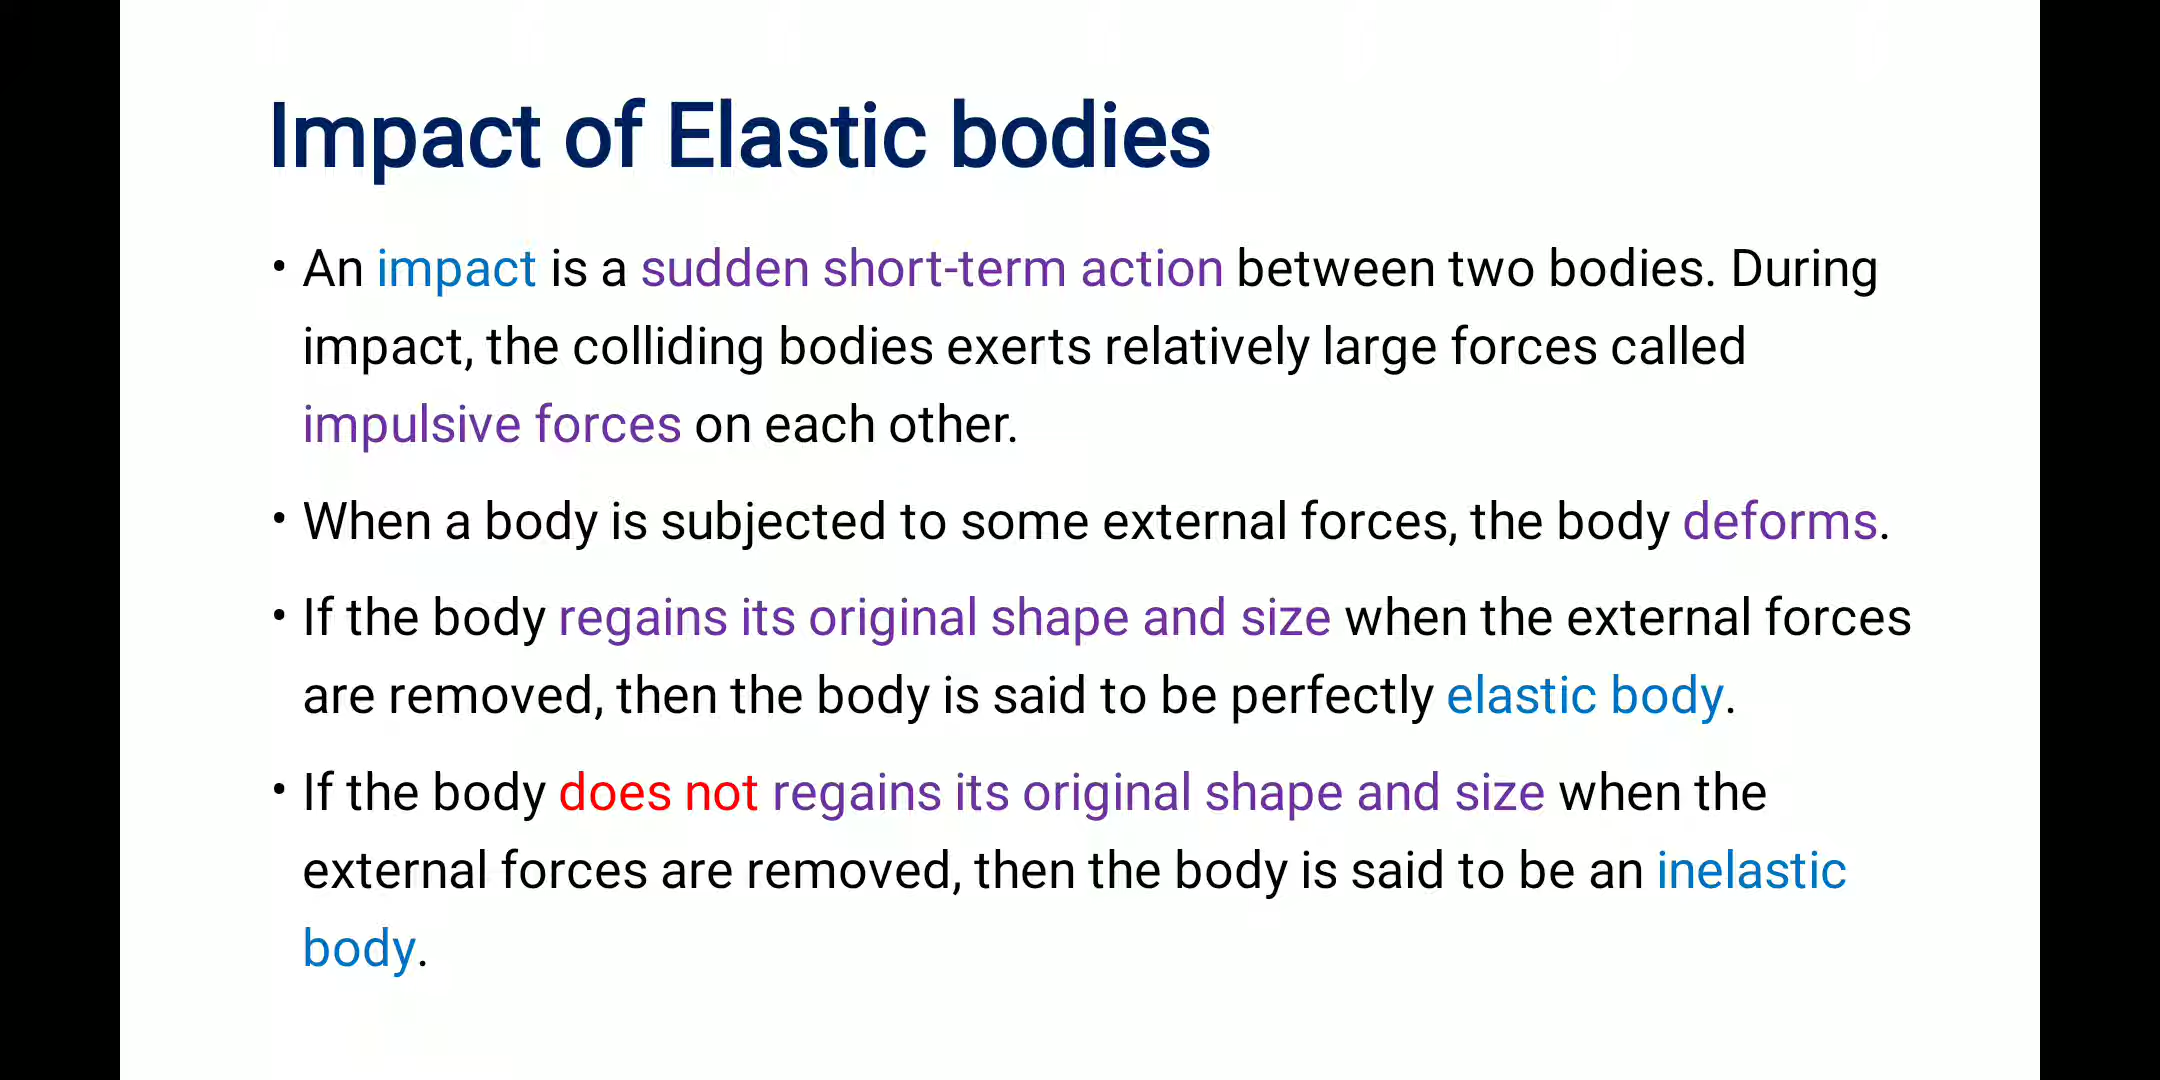 Impact of Elastic bodies
• An impact is a sudden short-term action between two bodies. During
impact, the colliding bodies exerts relatively large forces called
impulsive forces on each other.
• When a body is subjected to some external forces, the body deforms.
• If the body regains its original shape and size when the external forces
are removed, then the body is said to be perfectly elastic body.
• If the body does not regains its original shape and size when the
external forces are removed, then the body is said to be an inelastic
body.